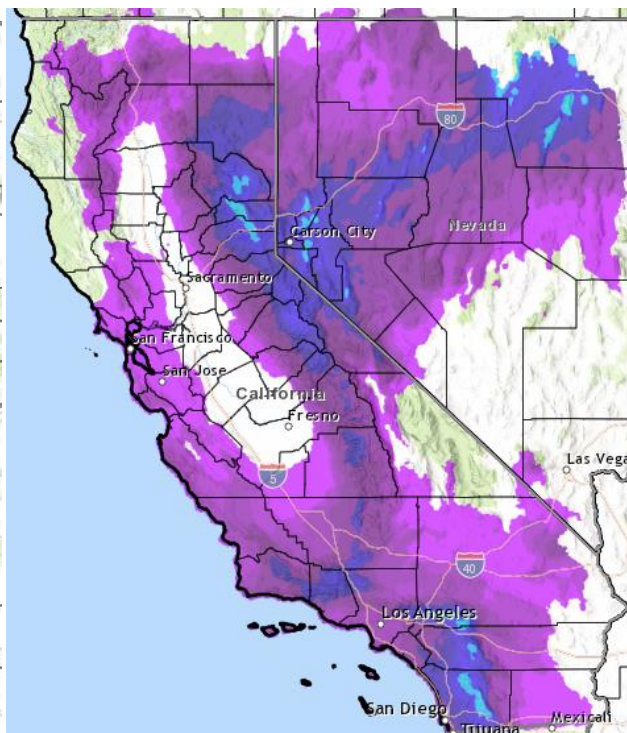 80
Nevada
Carson City
Sacramento
San Francisco
San Jose
California
Fresno
5
Las Vega
40
Los Angeles
San Diego
Mexicali
Tijuana